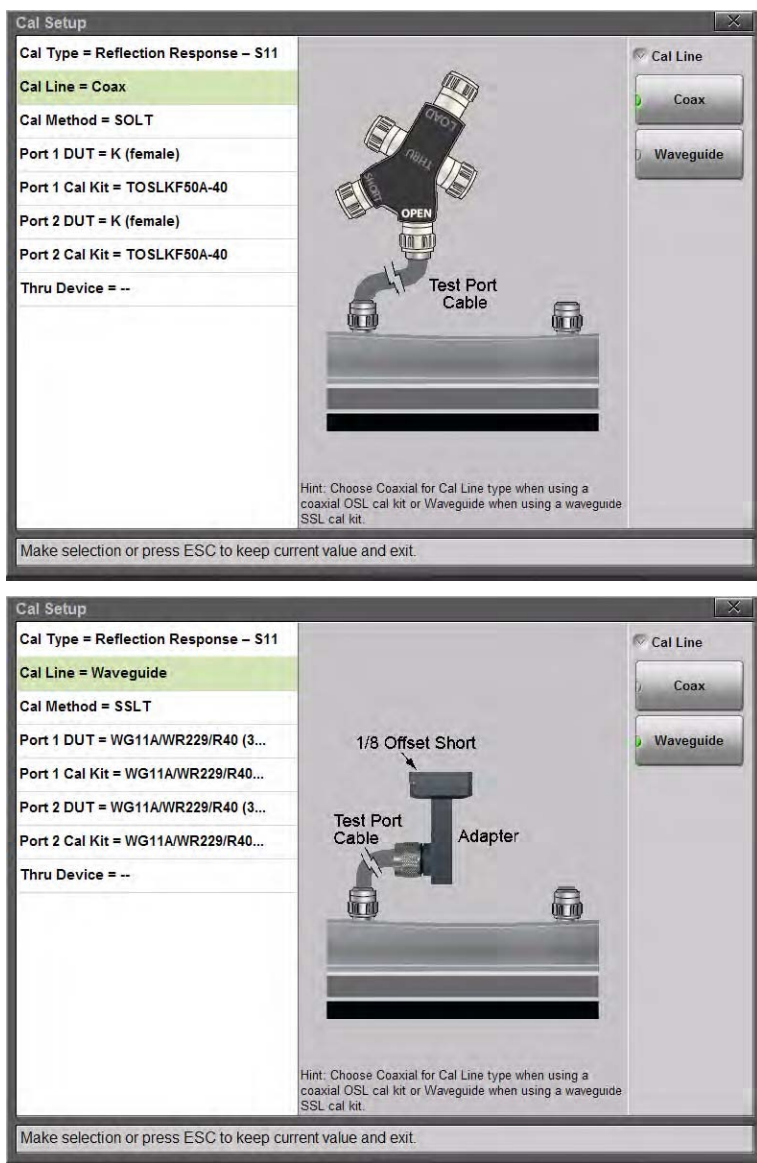 Cal Setup
Cal Type = Reflection Response – S11
Cal Line = Coax
Cal Method = SOLT
Port 1 DUT = K (female)
Port 1 Cal Kit = TOSLKF50A-40
Port 2 DUT = K (female)
Port 2 Cal Kit = TOSLKF50A-40
Thru Device = --
LOAD
THRU
SHORT
OPEN
Test Port
Cable
Hint: Choose Coaxial for Cal Line type when using a
coaxial OSL cal kit or Waveguide when using a waveguide
SSL cal kit.
Cal Line
Coax
Waveguide
Make selection or press ESC to keep current value and exit.
Cal Setup
Cal Type = Reflection Response – S11
Cal Line = Waveguide
Cal Method = SSLT
Port 1 DUT = WG11A/WR229/R40 (3...
Port 1 Cal Kit = WG11A/WR229/R40...
Port 2 DUT = WG11A/WR229/R40 (3...
Port 2 Cal Kit = WG11A/WR229/R40...
Thru Device = --
1/8 Offset Short
Test Port
Cable
Adapter
Hint: Choose Coaxial for Cal Line type when using a
coaxial OSL cal kit or Waveguide when using a waveguide
SSL cal kit.
Cal Line
Coax
Waveguide
Make selection or press ESC to keep current value and exit.